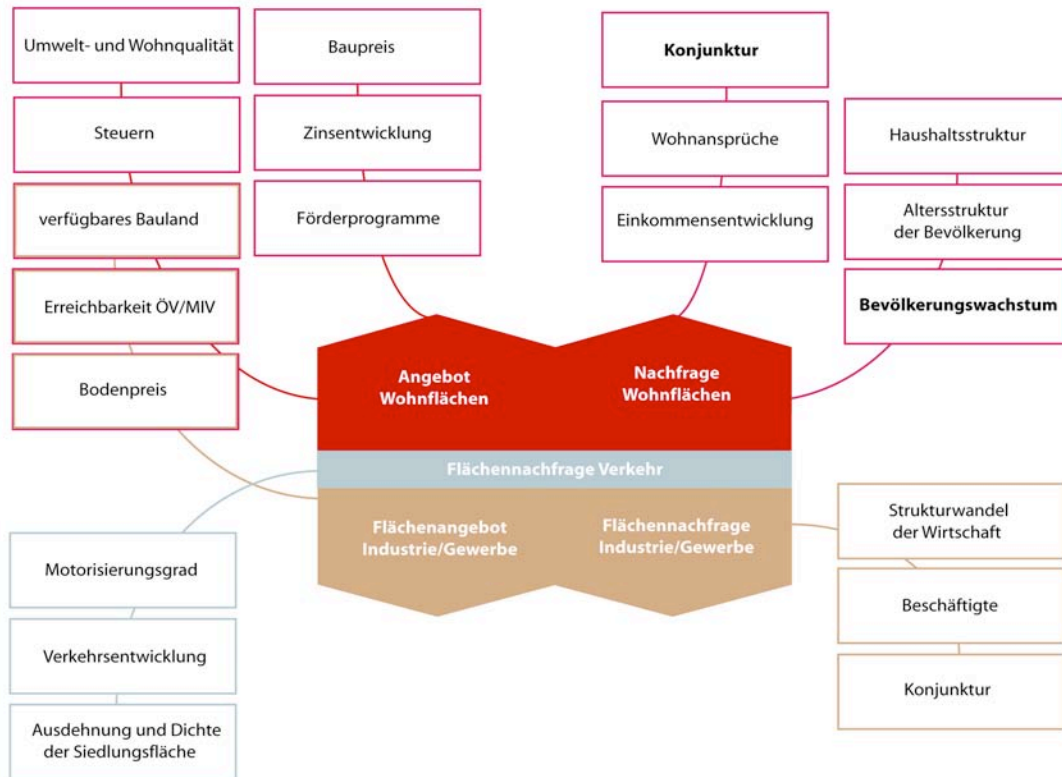 Umwelt- und Wohnqualität
Steuern
verfügbares Bauland
Erreichbarkeit ÖV/MIV
Bodenpreis
Baupreis
Zinsentwicklung
Förderprogramme
Konjunktur
Wohnansprüche
Einkommensentwicklung
Haushaltsstruktur
Altersstruktur
der Bevölkerung
Bevölkerungswachstum
Angebot
Wohnflächen
Nachfrage
Wohnflächen
Flächennachfrage Verkehr
Flächenangebot
Industrie/Gewerbe
Flächennachfrage
Industrie/Gewerbe
Motorisierungsgrad
Verkehrsentwicklung
Ausdehnung und Dichte
der Siedlungsfläche
Strukturwandel
der Wirtschaft
Beschäftigte
Konjunktur